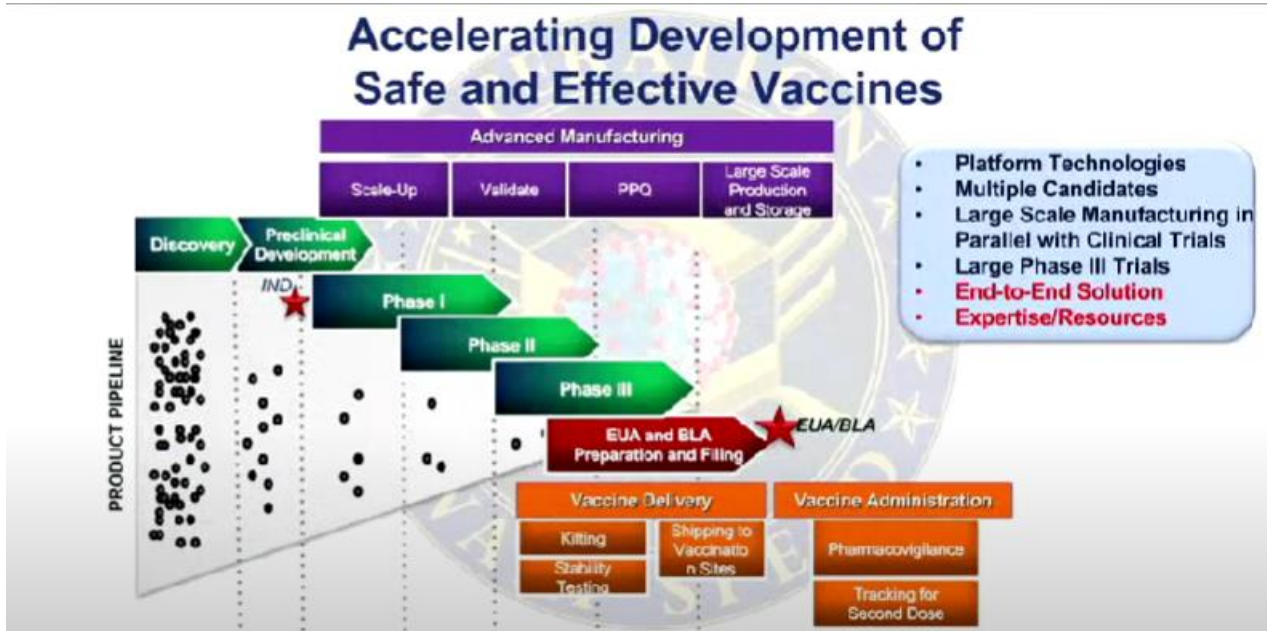 Accelerating Development of
Safe and Effective Vaccines
Advanced Manufacturing
Scale-Up
Validate
PPQ
Large Scale
Production
and Storage
Platform Technologies
Multiple Candidates
Large Scale Manufacturing in
Parallel with Clinical Trials
Large Phase III Trials
End-to-End Solution
Expertise/Resources
Discovery
Preclinical
Development
IND
Phase I
Phase II
Phase III
PRODUCT PIPELINE
EUA and BLA
Preparation and Filing
EUA/BLA
Vaccine Delivery
Kitting
Stability
Testing
Shipping to
Vaccinatio
n Sites
Vaccine Administration
Pharmacovigilance
Tracking for
Second Dose
OPERATION